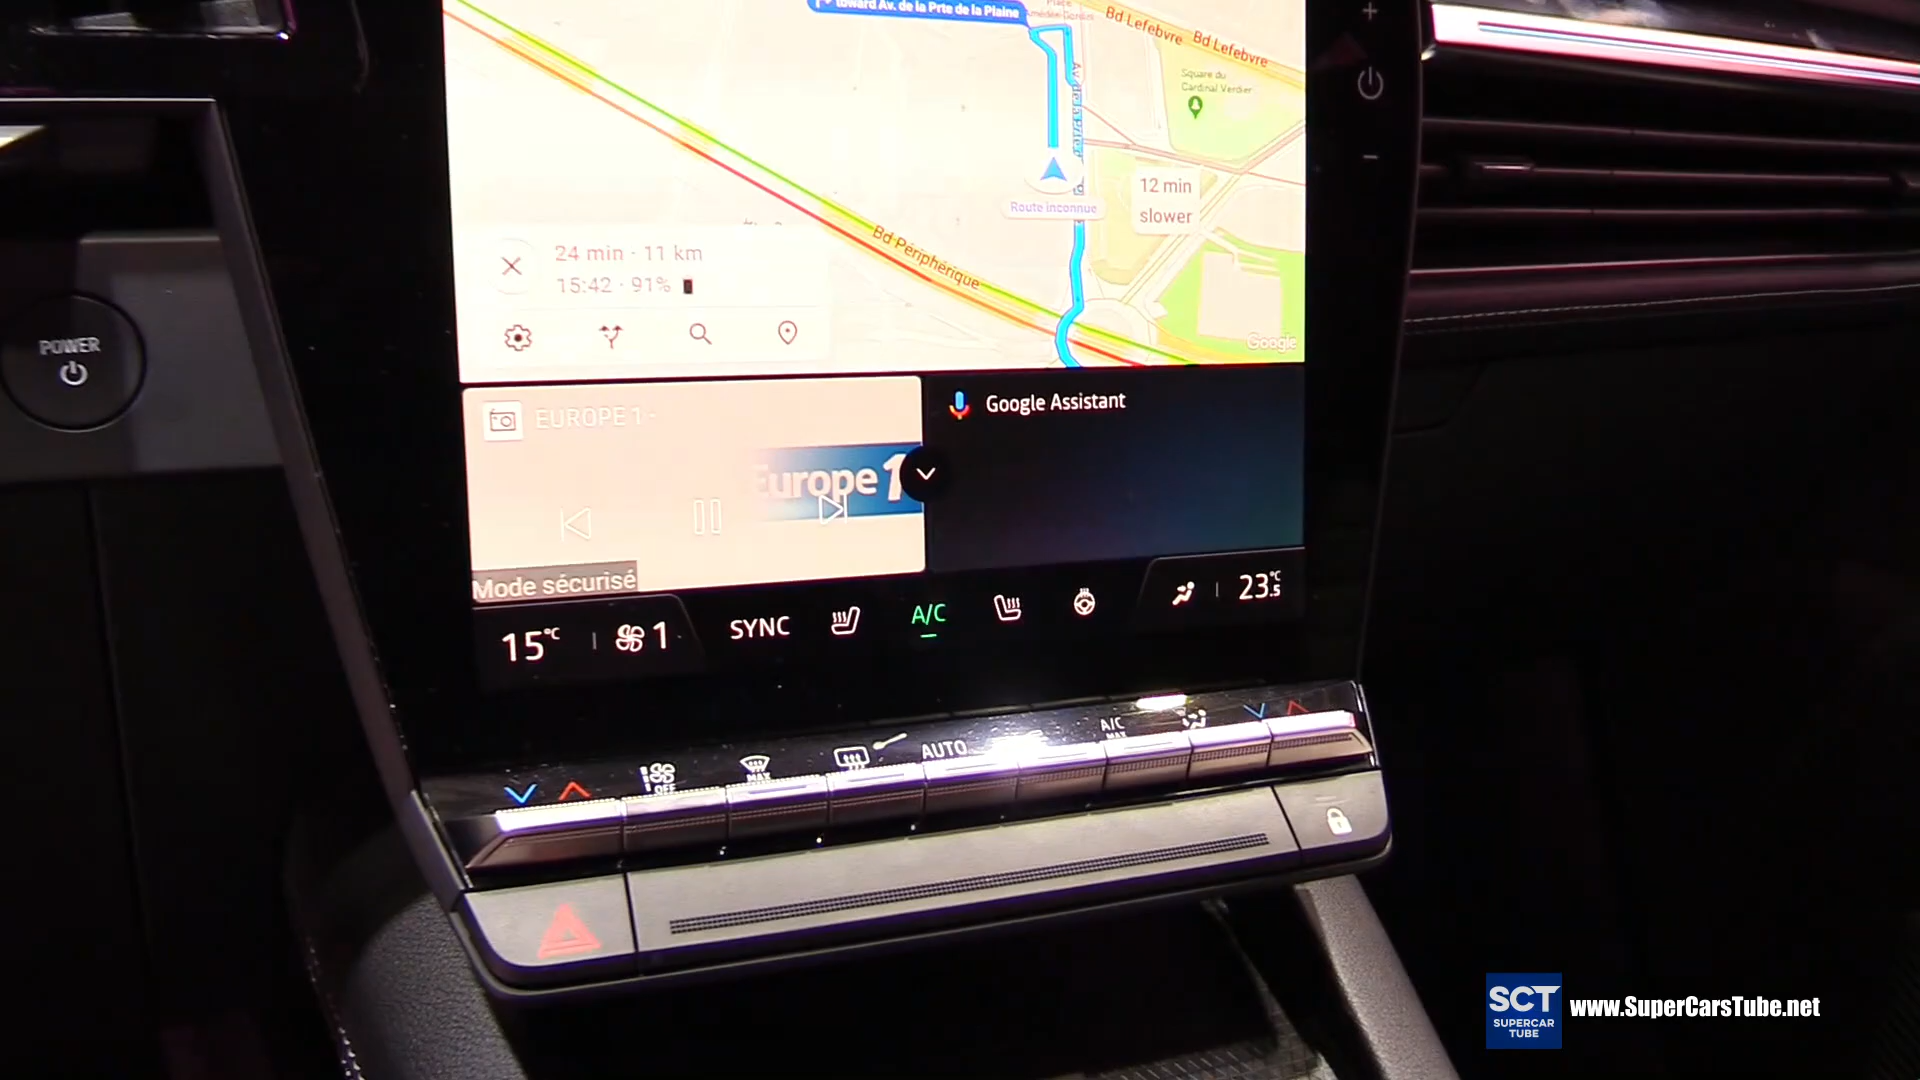 toward Av. de la Prte de la Plaine
Bd Lefebvre
Bd Lefebvre
Square du
Cardinal Verdier
+
−
12 min
slower
Route inconnue
Bd Périphérique
24 min · 11 km
15:42 · 91%
Google
POWER
EUROPE 1 -
Europe 1
Google Assistant
Mode sécurisé
15°C
1
SYNC
A/C
23.5°C
OFF
MAX
AUTO
A/C
MAX
SCT
SUPERCAR
TUBE
www.SuperCarsTube.net